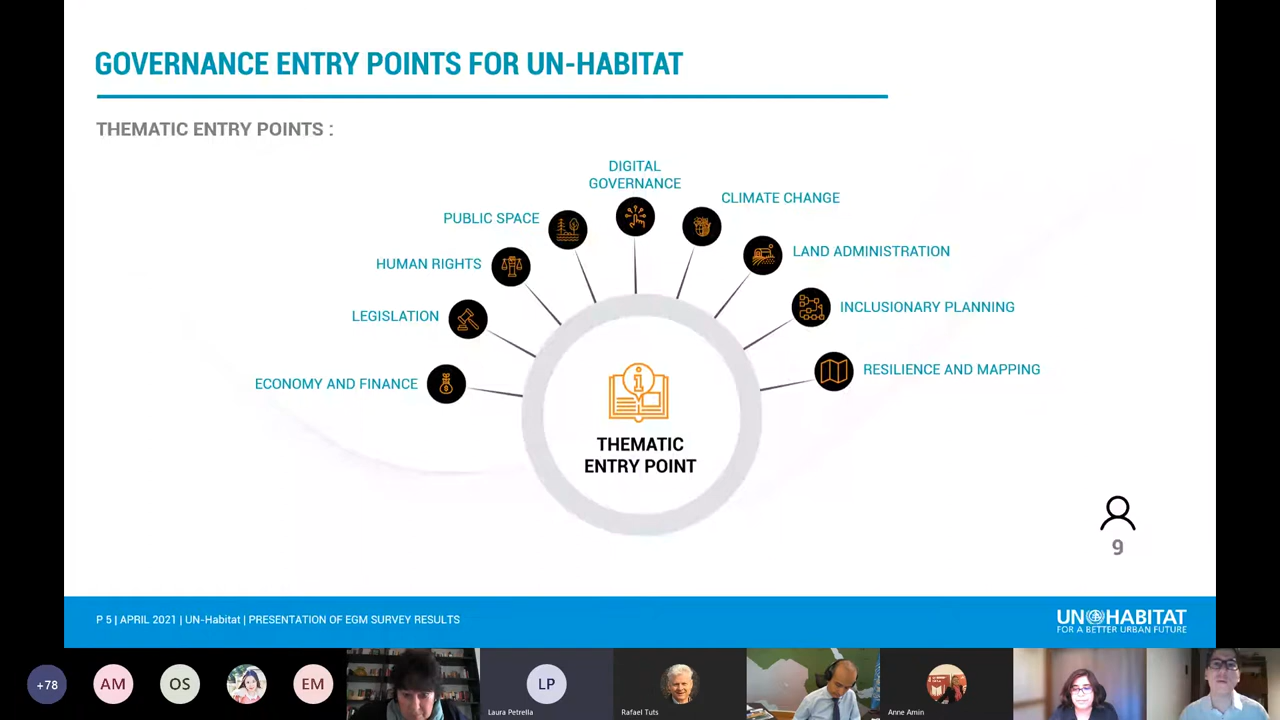 GOVERNANCE ENTRY POINTS FOR UN-HABITAT
THEMATIC ENTRY POINTS :
DIGITAL
GOVERNANCE
PUBLIC SPACE
CLIMATE CHANGE
HUMAN RIGHTS
LAND ADMINISTRATION
LEGISLATION
INCLUSIONARY PLANNING
ECONOMY AND FINANCE
RESILIENCE AND MAPPING
THEMATIC
ENTRY POINT
9
P 5 | APRIL 2021 | UN-Habitat | PRESENTATION OF EGM SURVEY RESULTS
UN HABITAT
FOR A BETTER URBAN FUTURE
+78
AM
OS
EM
LP
Laura Petrella
Rafael Tuts
Anne Amin